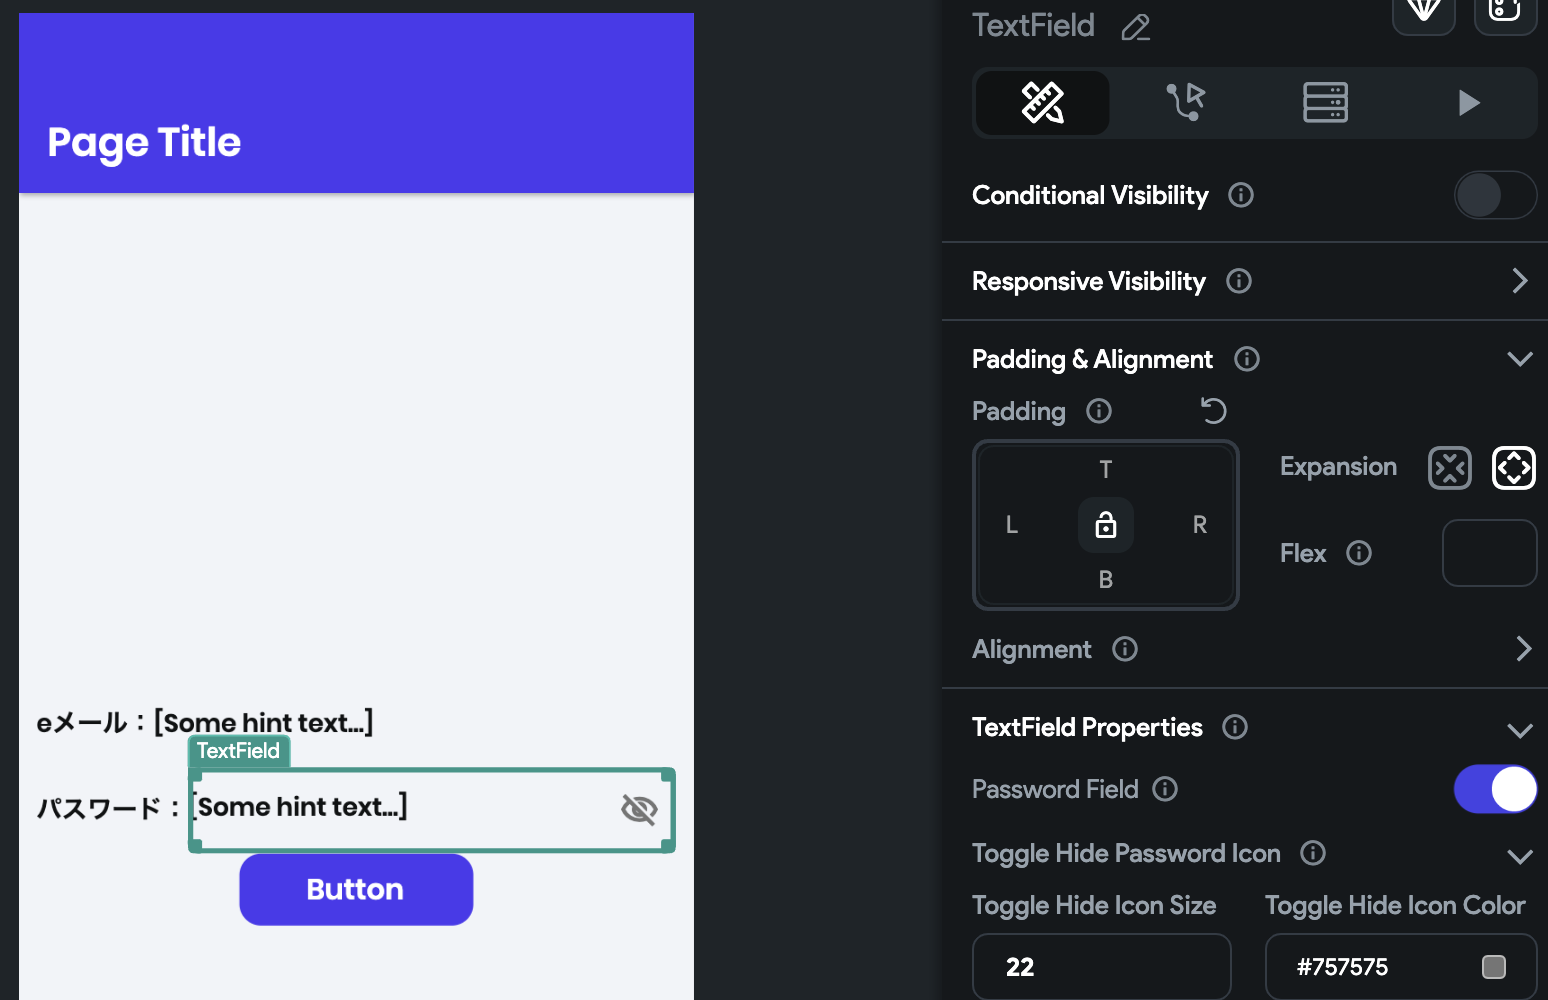 Page Title
eメール：[Some hint text...]
TextField
パスワード：[Some hint text...]
Button
TextField
Conditional Visibility
Responsive Visibility
Padding & Alignment
Padding
T
L
R
B
Expansion
Flex
Alignment
TextField Properties
Password Field
Toggle Hide Password Icon
Toggle Hide Icon Size
Toggle Hide Icon Color
22
#757575